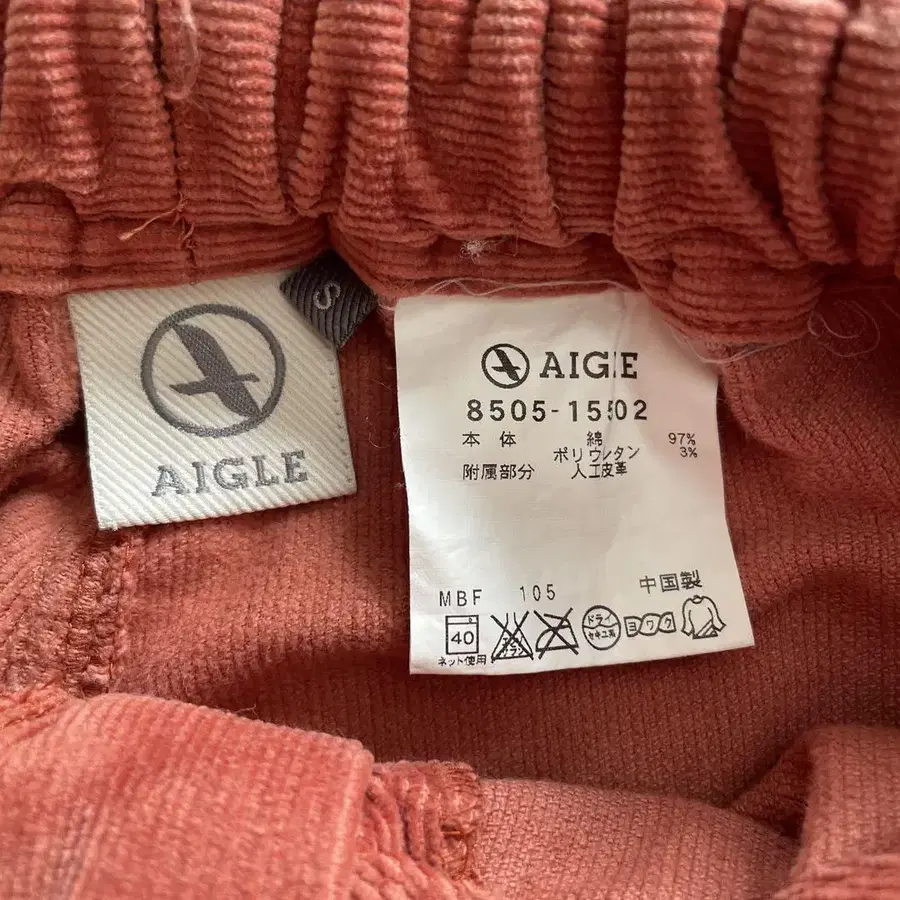 S
AIGLE
AIGLE
8505-15502
本体 綿 97%
ポリウレタン 3%
附属部分 人工皮革
中国製
MBF 105
40
ネット使用
ドライ
セキユ系
ヨワク